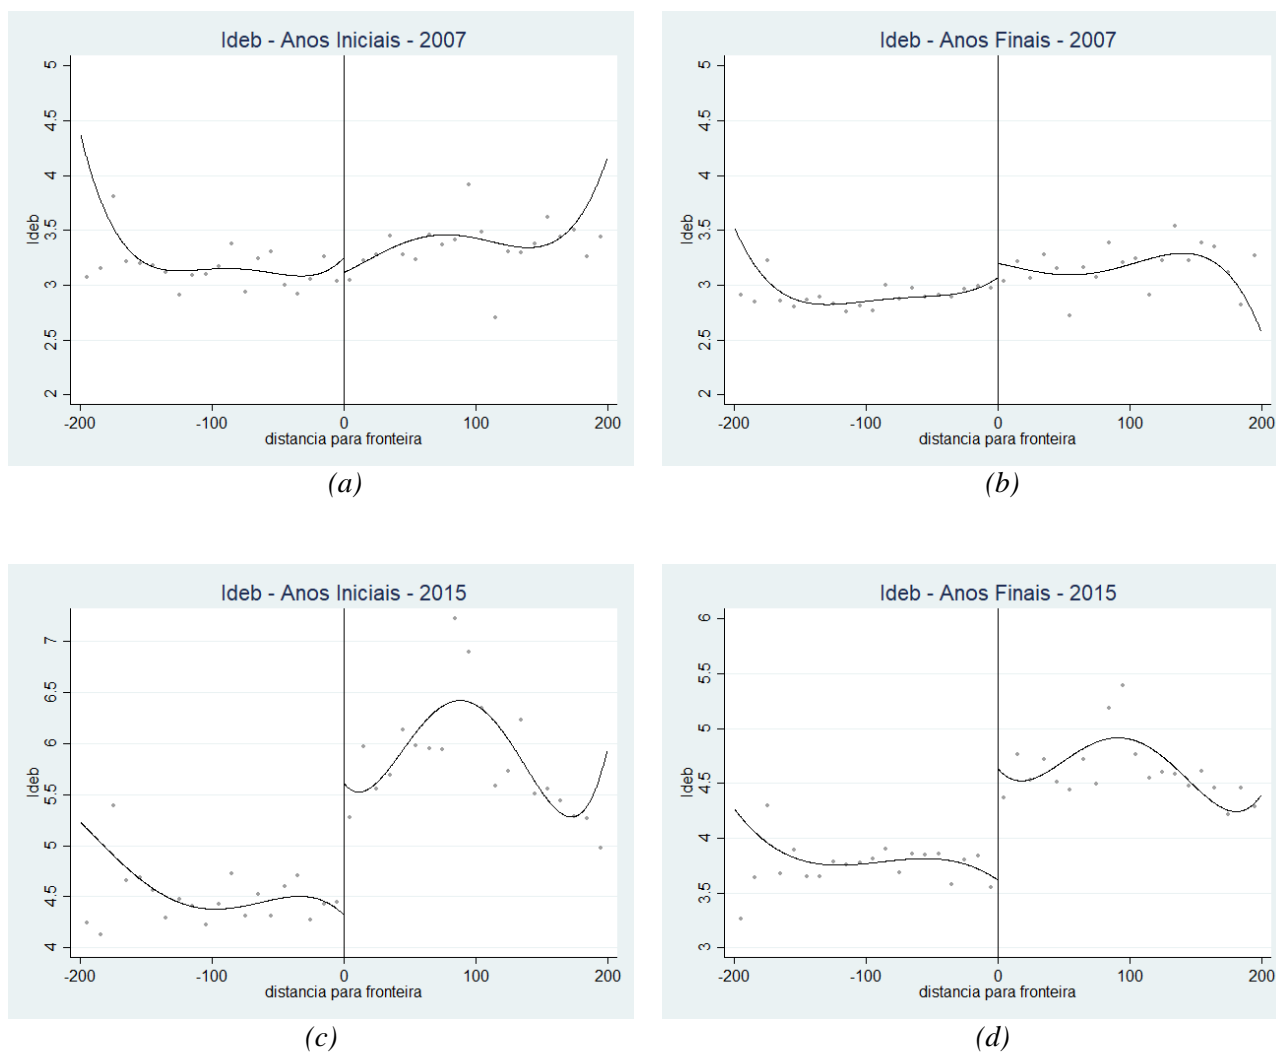 Ideb - Anos Iniciais - 2007
Ideb
5
4.5
4
3.5
3
2.5
2
-200 -100 0 100 200
distancia para fronteira
(a)
Ideb - Anos Finais - 2007
Ideb
5
4.5
4
3.5
3
2.5
2
-200 -100 0 100 200
distancia para fronteira
(b)
Ideb - Anos Iniciais - 2015
Ideb
7
6.5
6
5.5
5
4.5
4
-200 -100 0 100 200
distancia para fronteira
(c)
Ideb - Anos Finais - 2015
Ideb
6
5.5
5
4.5
4
3.5
3
-200 -100 0 100 200
distancia para fronteira
(d)